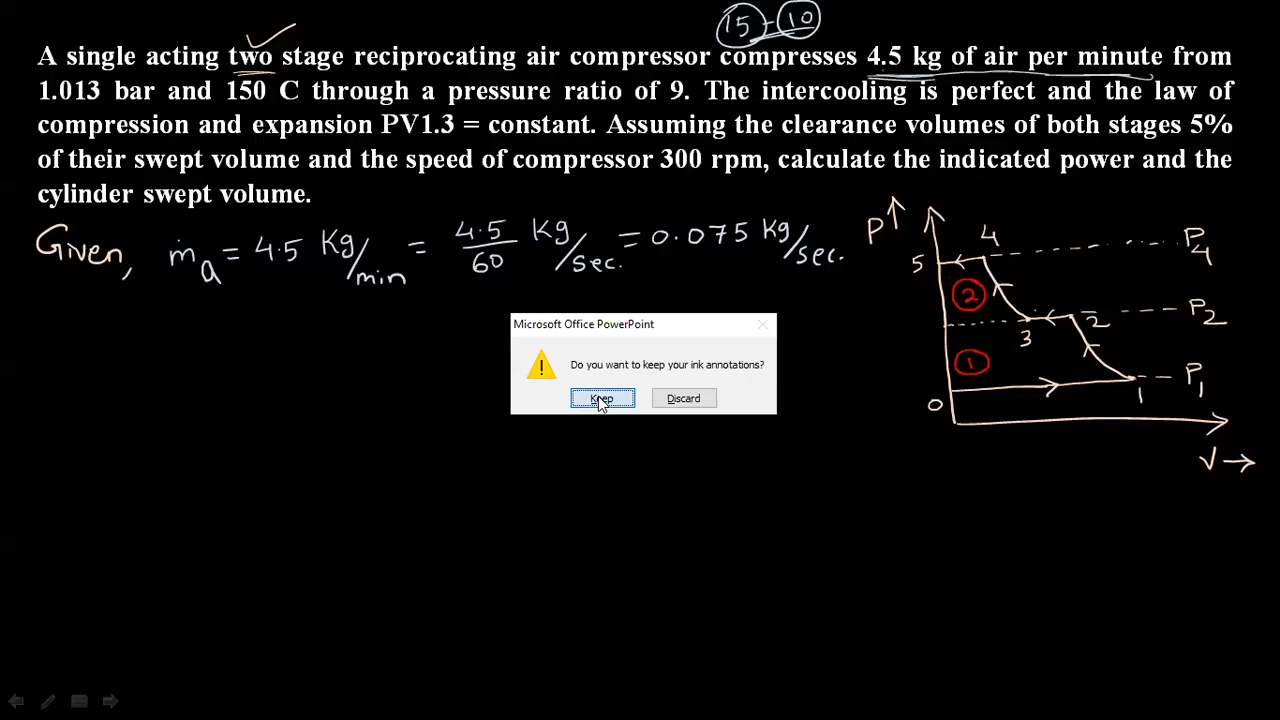 15 - 10
A single acting two stage reciprocating air compressor compresses 4.5 kg of air per minute from
1.013 bar and 150 C through a pressure ratio of 9. The intercooling is perfect and the law of
compression and expansion PV1.3 = constant. Assuming the clearance volumes of both stages 5%
of their swept volume and the speed of compressor 300 rpm, calculate the indicated power and the
cylinder swept volume.
Given, ṁa = 4.5 Kg/min = 4.5/60 Kg/sec. = 0.075 Kg/sec.
P↑
4
P4
5
2
2
P2
3
1
P1
1
0
V→
Microsoft Office PowerPoint
Do you want to keep your ink annotations?
Keep
Discard